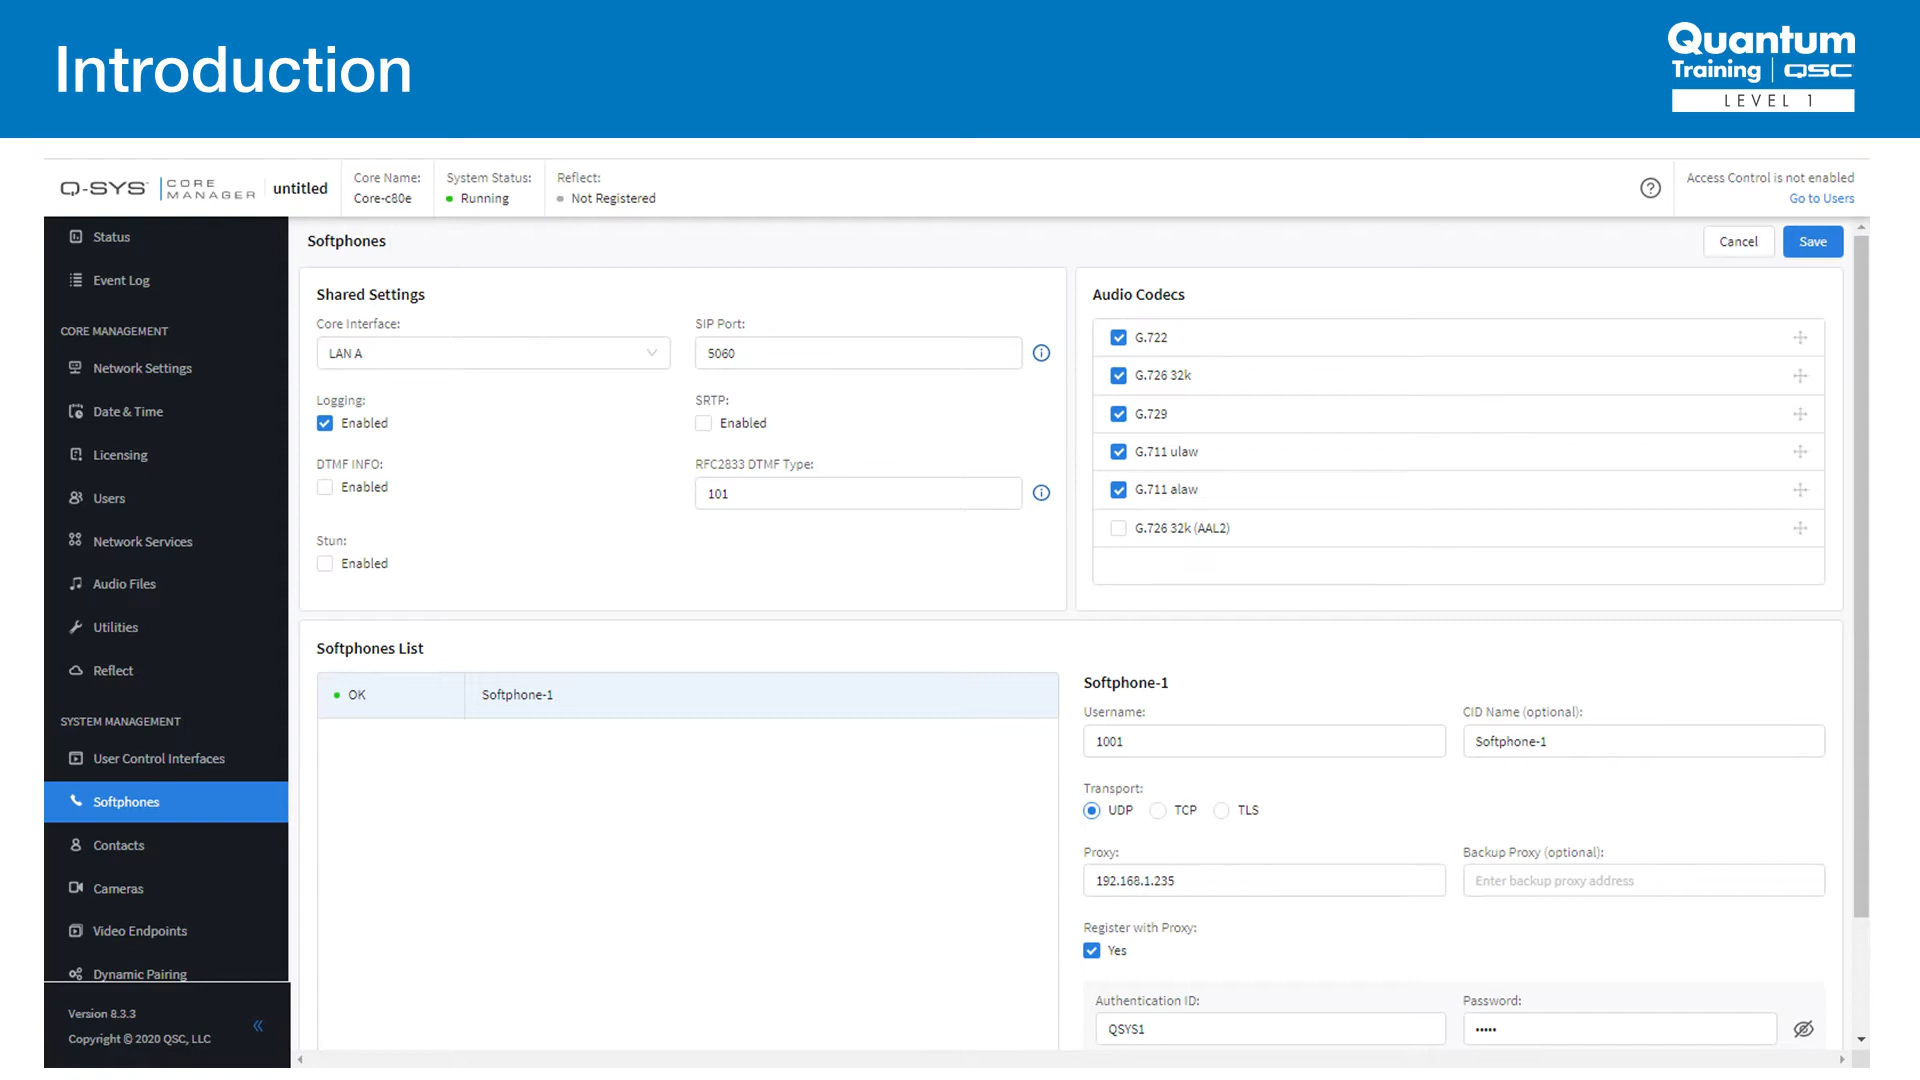 Introduction
Quantum
Training | QSC
LEVEL 1
Q-SYS CORE MANAGER
untitled
Core Name:
Core-c80e
System Status:
Running
Reflect:
Not Registered
Access Control is not enabled
Go to Users
Status
Event Log
CORE MANAGEMENT
Network Settings
Date & Time
Licensing
Users
Network Services
Audio Files
Utilities
Reflect
SYSTEM MANAGEMENT
User Control Interfaces
Softphones
Contacts
Cameras
Video Endpoints
Dynamic Pairing
Version 8.3.3
Copyright © 2020 QSC, LLC
Softphones
Cancel
Save
Shared Settings
Core Interface:
LAN A
SIP Port:
5060
Logging:
Enabled
SRTP:
Enabled
DTMF INFO:
Enabled
RFC2833 DTMF Type:
101
Stun:
Enabled
Audio Codecs
G.722
G.726 32k
G.729
G.711 ulaw
G.711 alaw
G.726 32k (AAL2)
Softphones List
OK
Softphone-1
Softphone-1
Username:
1001
CID Name (optional):
Softphone-1
Transport:
UDP
TCP
TLS
Proxy:
192.168.1.235
Backup Proxy (optional):
Enter backup proxy address
Register with Proxy:
Yes
Authentication ID:
QSYS1
Password:
•••••